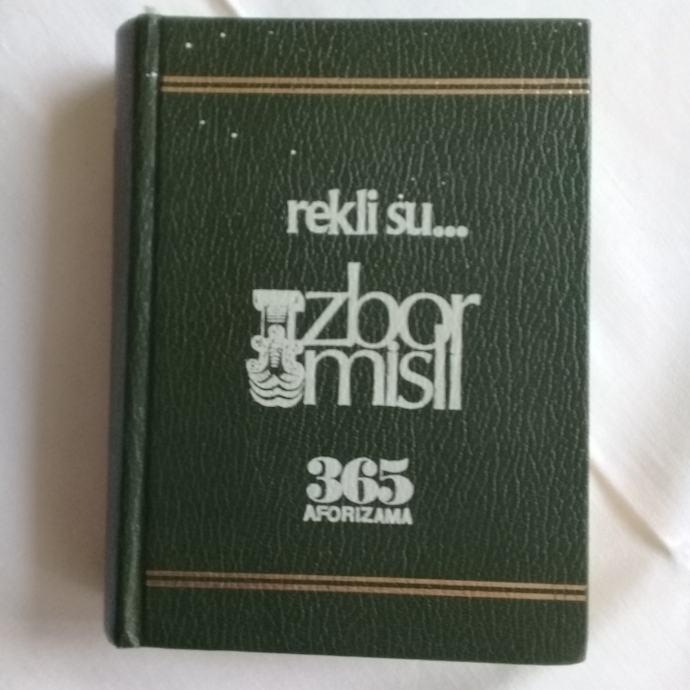 rekli su...
Izbor
misli
365
AFORIZAMA